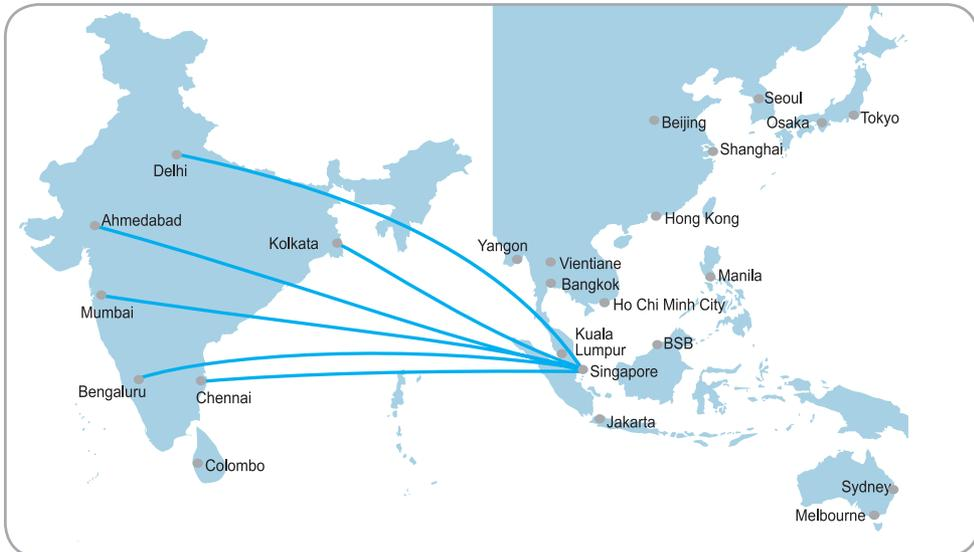 Seoul
Beijing
Osaka
Tokyo
Shanghai
Delhi
Ahmedabad
Hong Kong
Kolkata
Yangon
Vientiane
Manila
Bangkok
Ho Chi Minh City
Mumbai
Kuala
Lumpur
BSB
Singapore
Bengaluru
Chennai
Jakarta
Colombo
Sydney
Melbourne